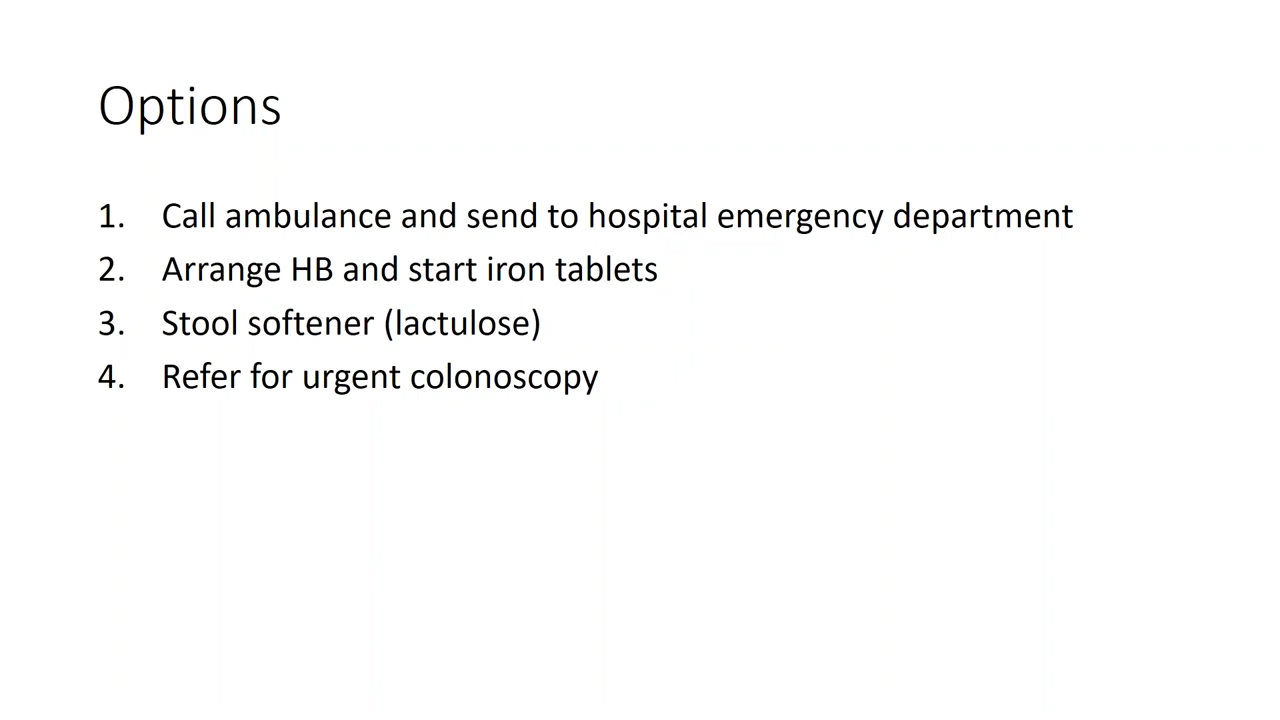 Options
1. Call ambulance and send to hospital emergency department
2. Arrange HB and start iron tablets
3. Stool softener (lactulose)
4. Refer for urgent colonoscopy